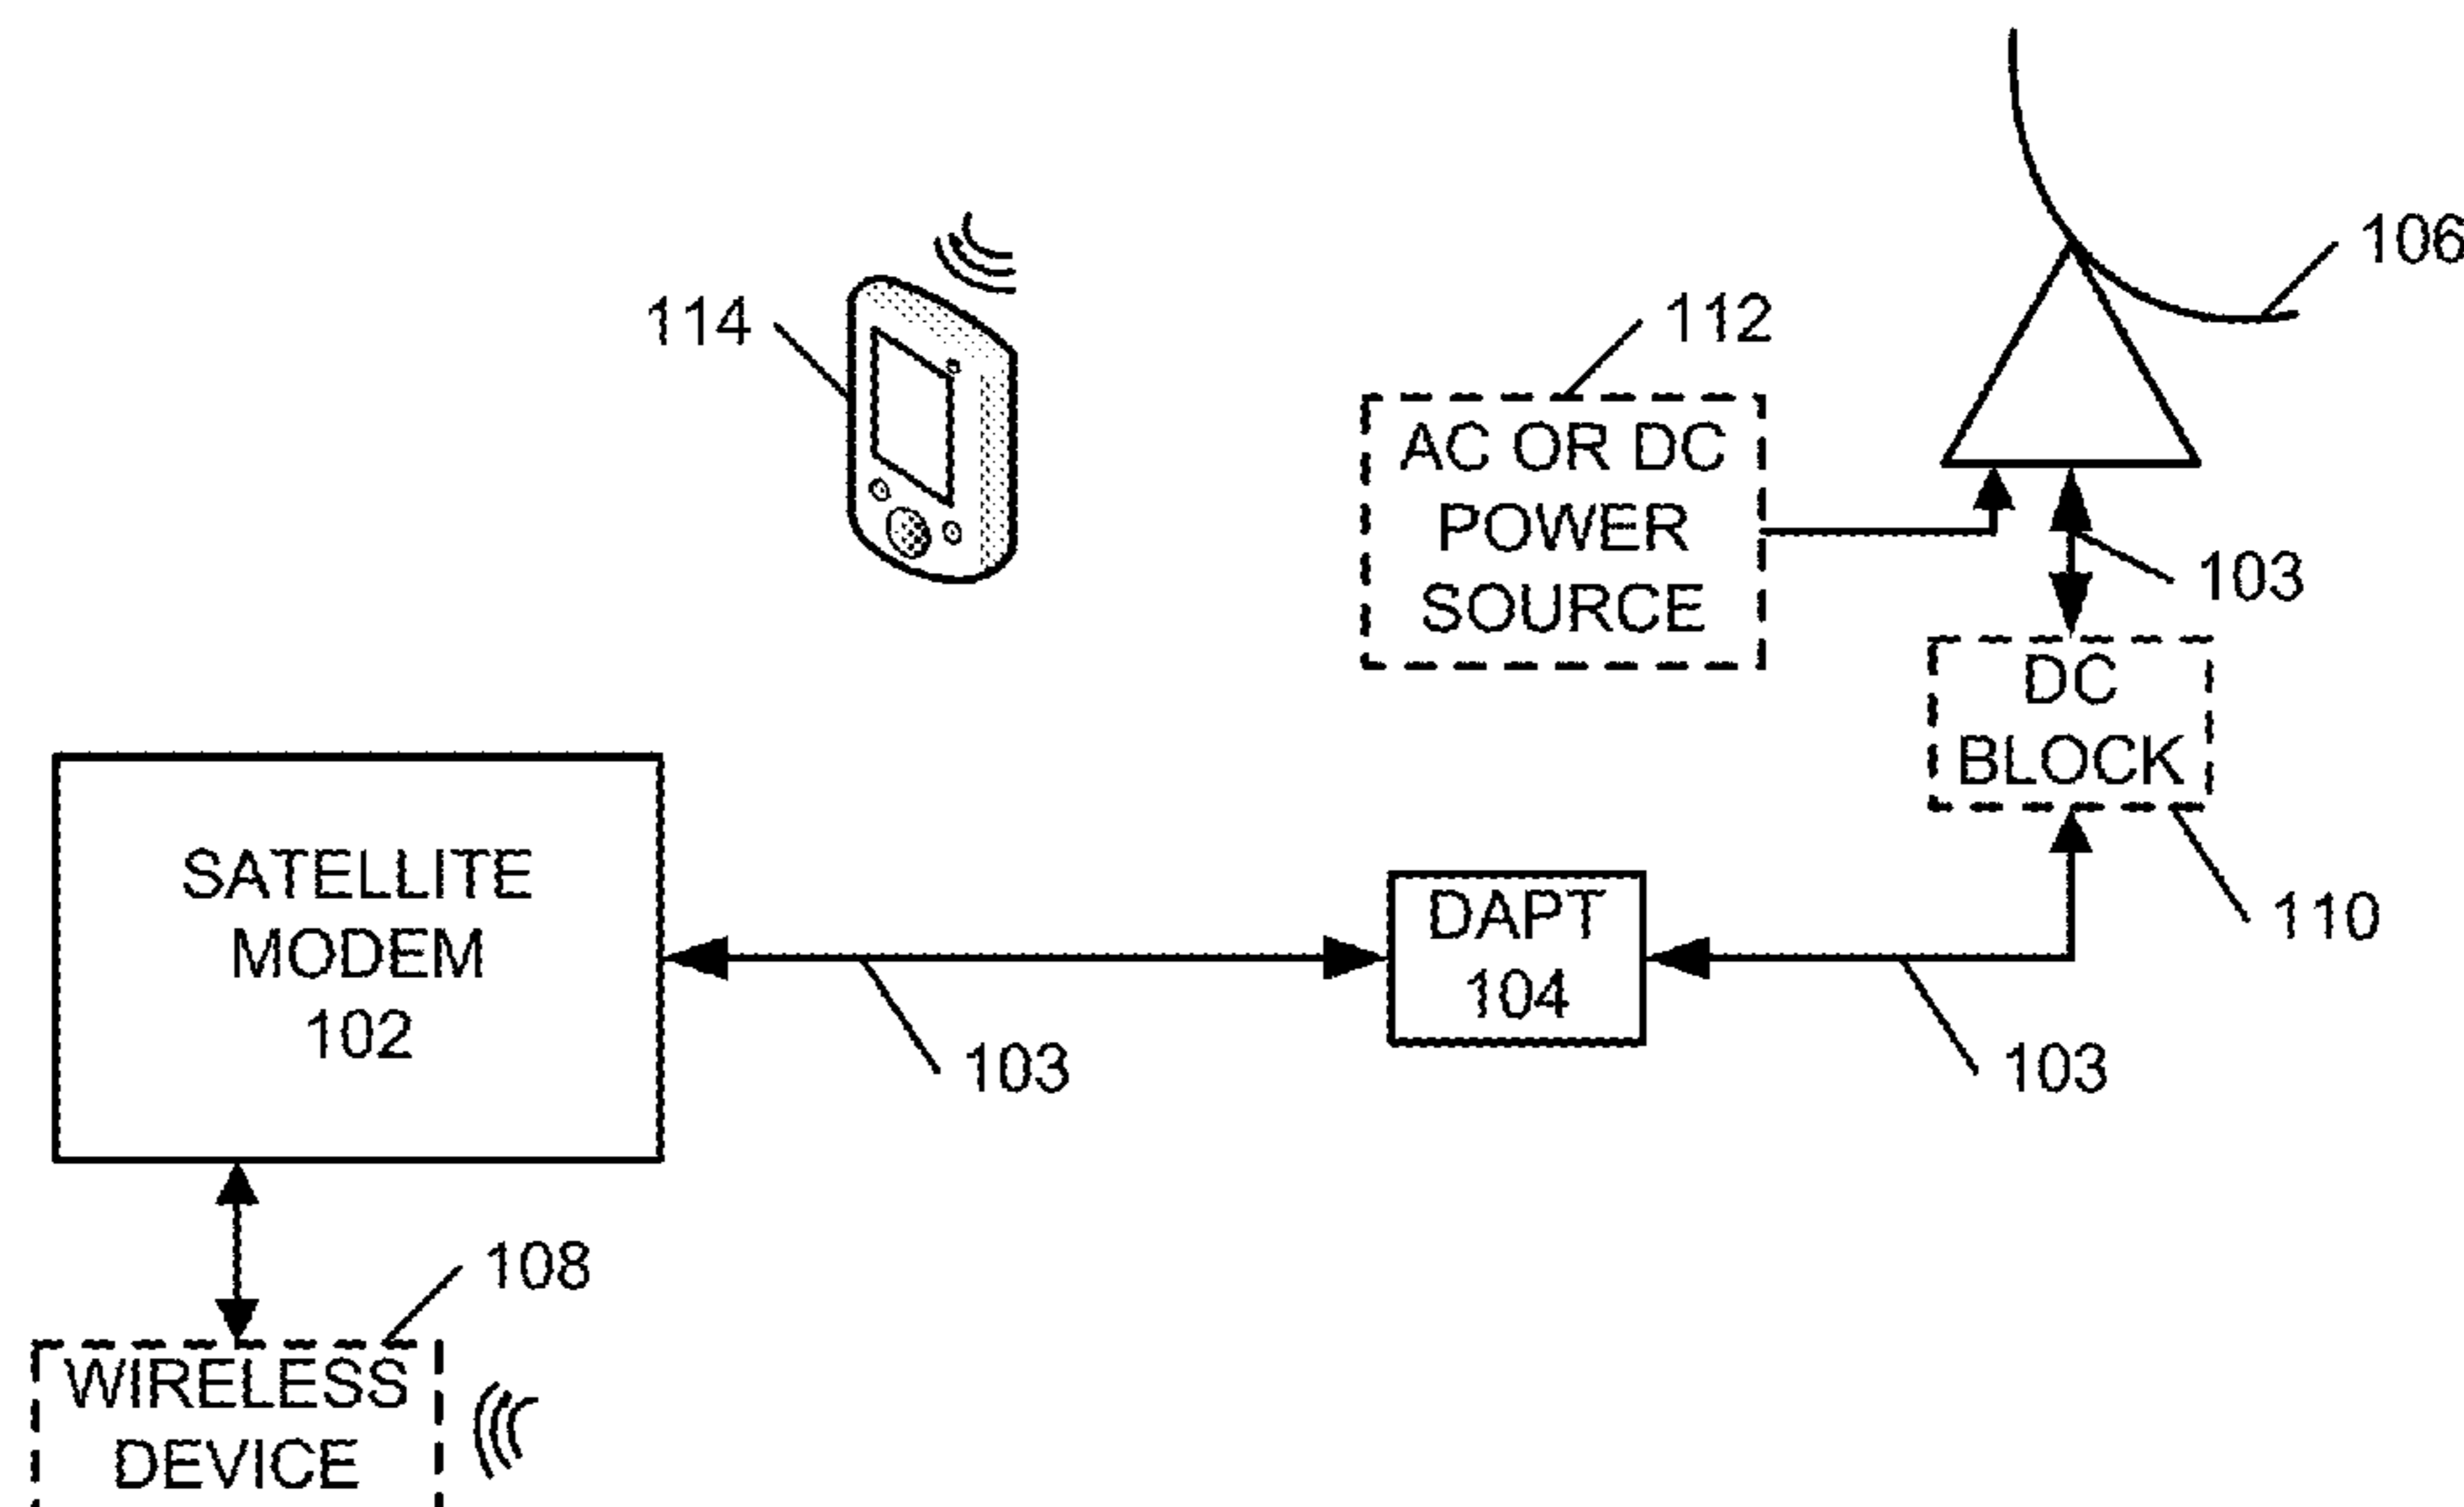 106
114
112
AC OR DC
POWER
SOURCE
103
DC
BLOCK
110
SATELLITE
MODEM
102
DAPT
104
103
103
108
WIRELESS
DEVICE